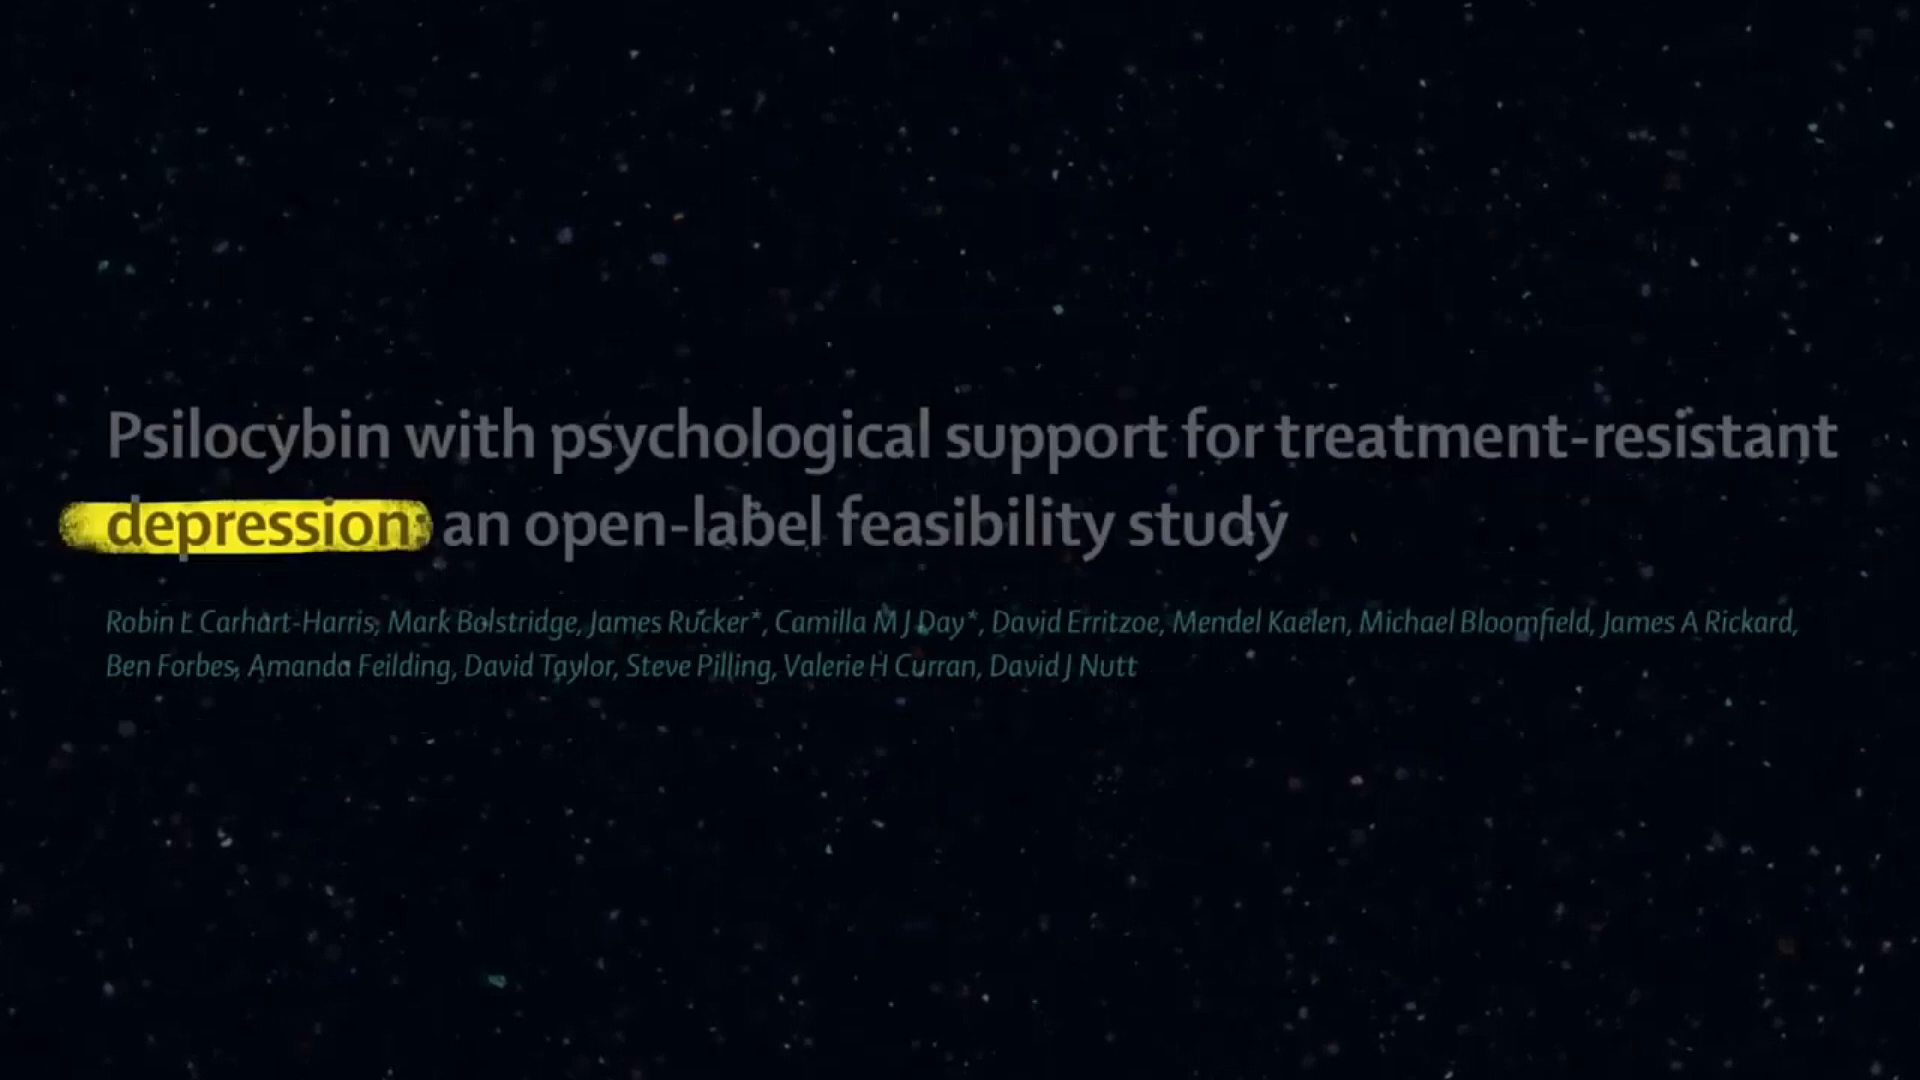 Psilocybin with psychological support for treatment-resistant
depression: an open-label feasibility study
Robin L Carhart-Harris, Mark Bolstridge, James Rucker*, Camilla M J Day*, David Erritzoe, Mendel Kaelen, Michael Bloomfield, James A Rickard,
Ben Forbes, Amanda Feilding, David Taylor, Steve Pilling, Valerie H Curran, David J Nutt